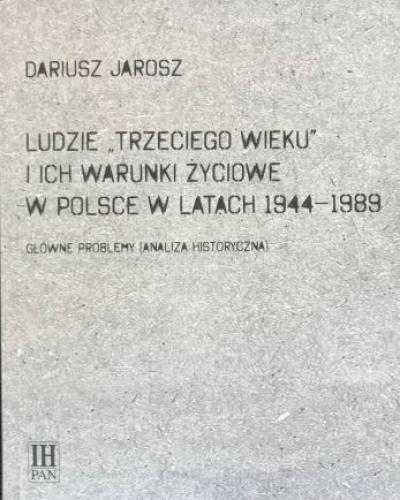 DARIUSZ JAROSZ
LUDZIE „TRZECIEGO WIEKU”
I ICH WARUNKI ŻYCIOWE
W POLSCE W LATACH 1944–1989
GŁÓWNE PROBLEMY (ANALIZA HISTORYCZNA)
IH
PAN